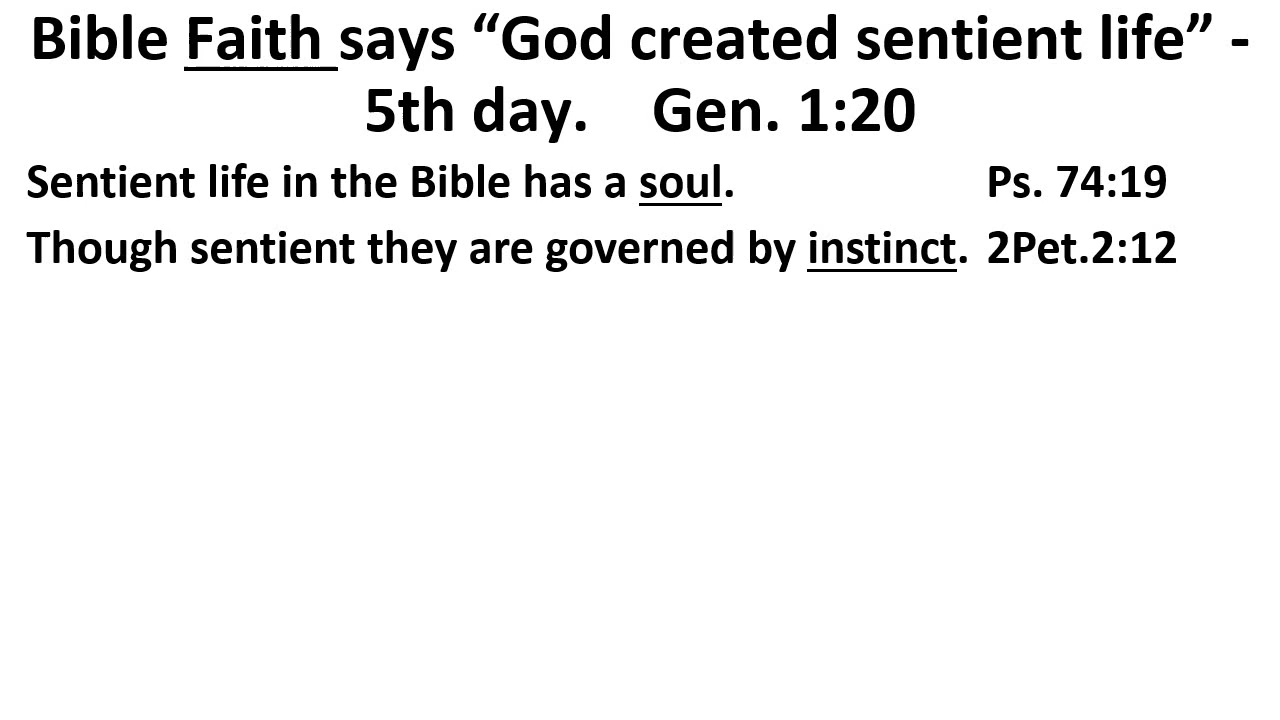 Bible Faith says “God created sentient life” -
5th day. Gen. 1:20
Sentient life in the Bible has a soul. Ps. 74:19
Though sentient they are governed by instinct. 2Pet.2:12